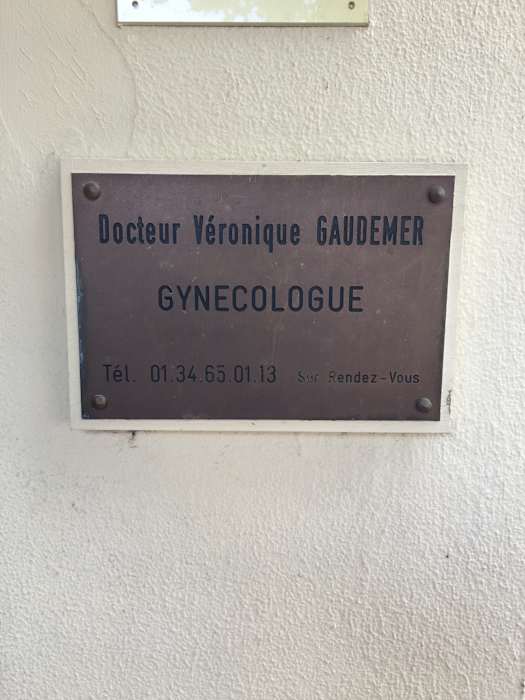 Docteur Véronique GAUDEMER
GYNECOLOGUE
Tél. 01.34.65.01.13 Sur Rendez-Vous